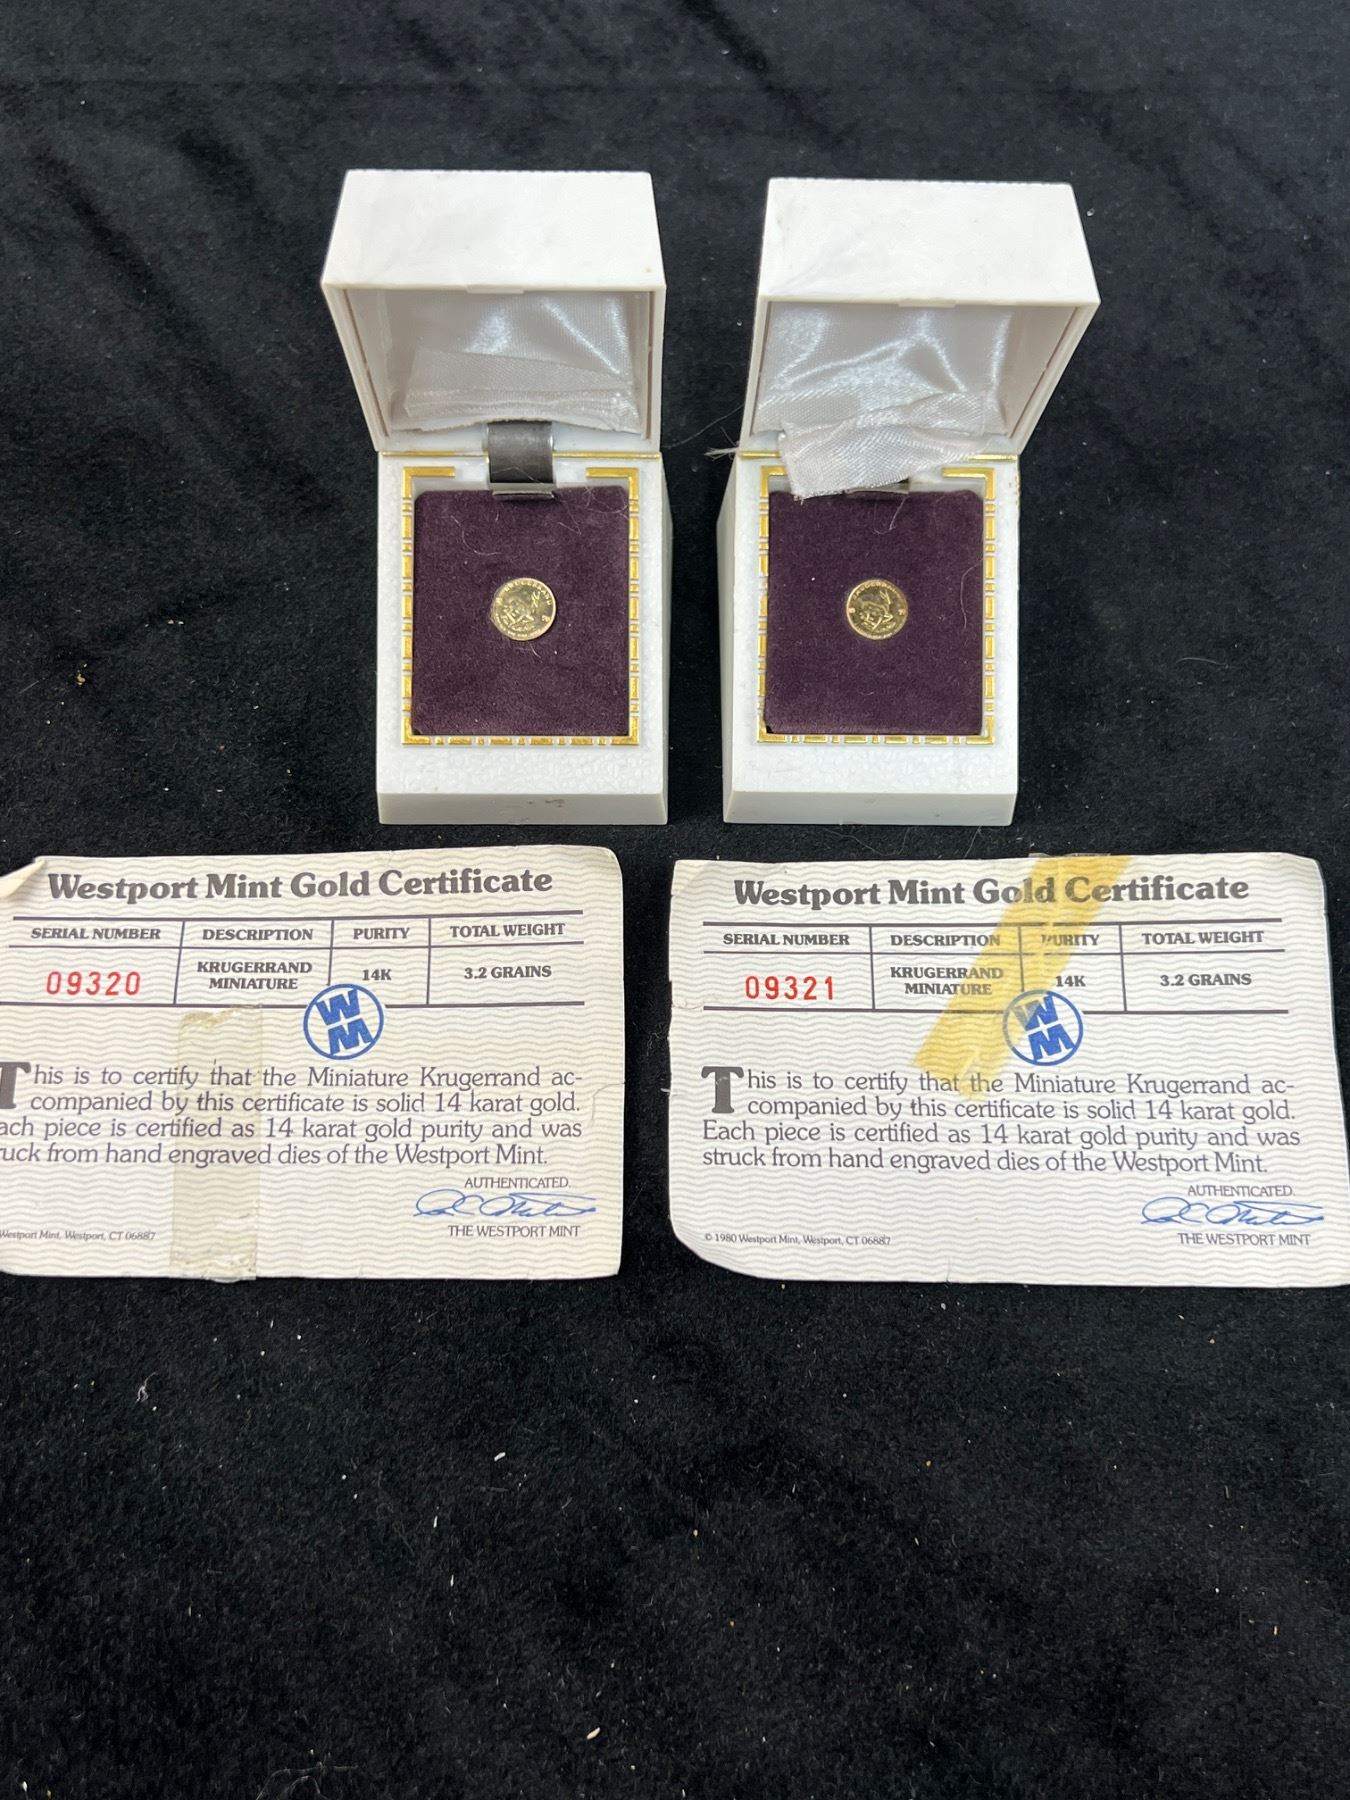 KRUGERRAND
Westport Mint Gold Certificate
SERIAL NUMBER DESCRIPTION PURITY TOTAL WEIGHT
09320 KRUGERRAND MINIATURE 14K 3.2 GRAINS
WM
This is to certify that the Miniature Krugerrand ac-
companied by this certificate is solid 14 karat gold.
ach piece is certified as 14 karat gold purity and was
ruck from hand engraved dies of the Westport Mint.
AUTHENTICATED.
THE WESTPORT MINT
Westport Mint, Westport, CT 06887
Westport Mint Gold Certificate
SERIAL NUMBER DESCRIPTION PURITY TOTAL WEIGHT
09321 KRUGERRAND MINIATURE 14K 3.2 GRAINS
WM
This is to certify that the Miniature Krugerrand ac-
companied by this certificate is solid 14 karat gold.
Each piece is certified as 14 karat gold purity and was
struck from hand engraved dies of the Westport Mint.
AUTHENTICATED.
THE WESTPORT MINT
© 1980 Westport Mint, Westport, CT 06887